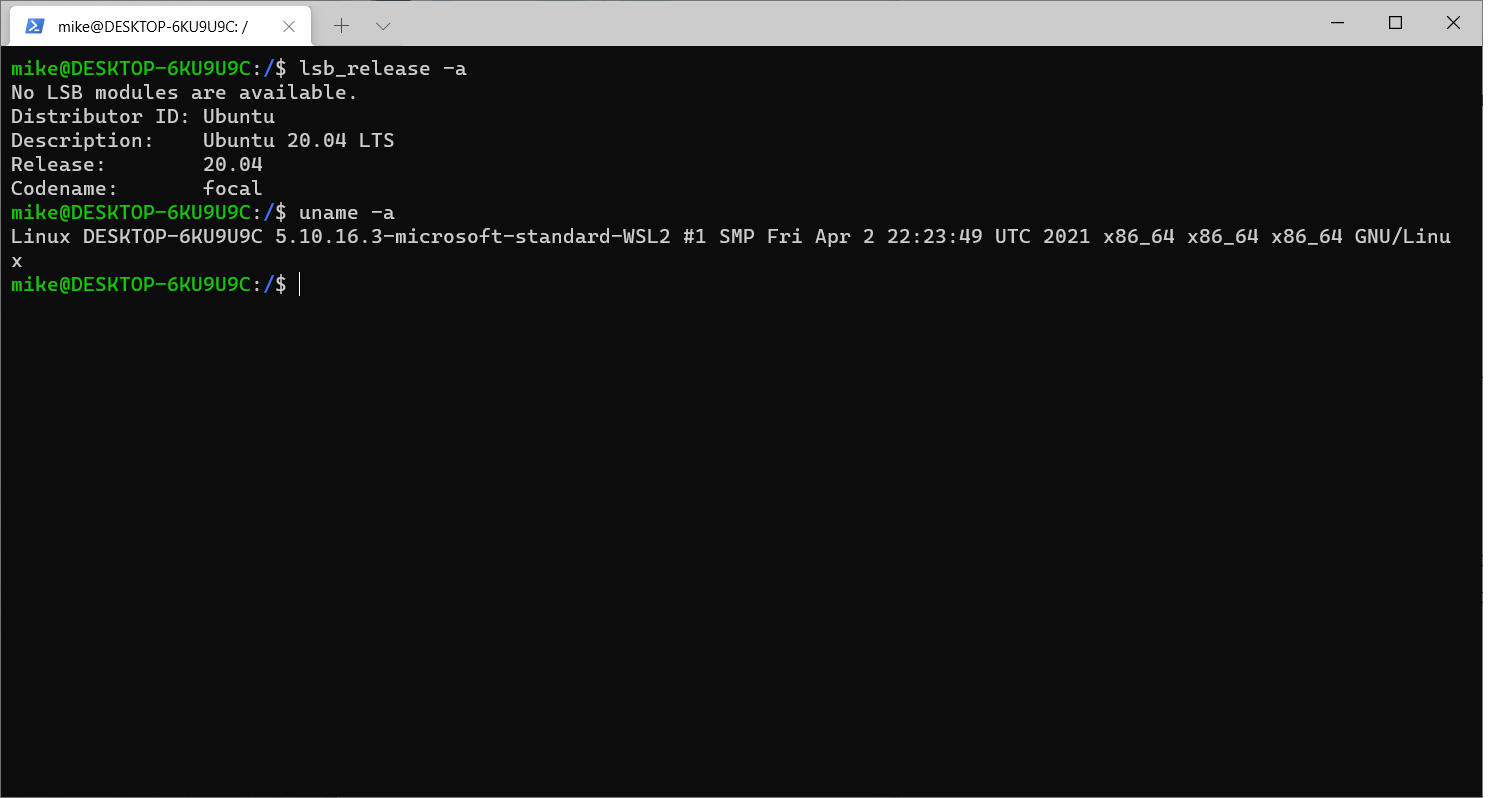 mike@DESKTOP-6KU9U9C: /
mike@DESKTOP-6KU9U9C:/$ lsb_release -a
No LSB modules are available.
Distributor ID: Ubuntu
Description:    Ubuntu 20.04 LTS
Release:        20.04
Codename:       focal
mike@DESKTOP-6KU9U9C:/$ uname -a
Linux DESKTOP-6KU9U9C 5.10.16.3-microsoft-standard-WSL2 #1 SMP Fri Apr 2 22:23:49 UTC 2021 x86_64 x86_64 x86_64 GNU/Linu
x
mike@DESKTOP-6KU9U9C:/$